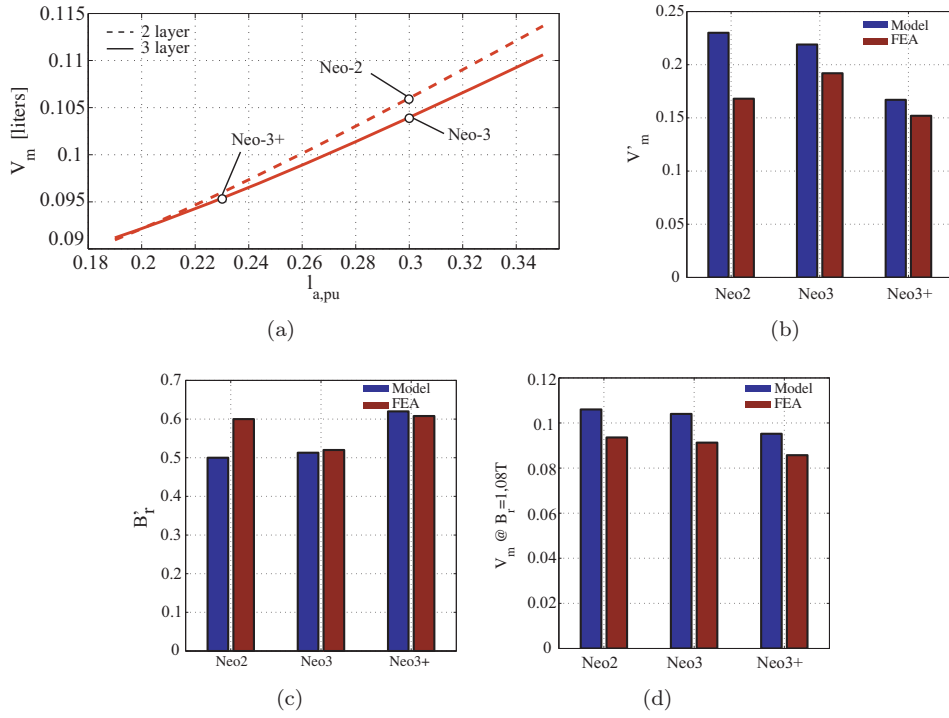 0.115
0.11
0.105
0.1
0.095
0.09
V_m [liters]
2 layer
3 layer
Neo-2
Neo-3+
Neo-3
0.18 0.2 0.22 0.24 0.26 0.28 0.3 0.32 0.34
l_a,pu
(a)
0.25
0.2
0.15
0.1
0.05
0
V'_m
Model
FEA
Neo2 Neo3 Neo3+
(b)
0.7
0.6
0.5
0.4
0.3
0.2
0.1
0
B'_r
Model
FEA
Neo2 Neo3 Neo3+
(c)
0.12
0.1
0.08
0.06
0.04
0.02
0
V_m @ B_r=1,08T
Model
FEA
Neo2 Neo3 Neo3+
(d)